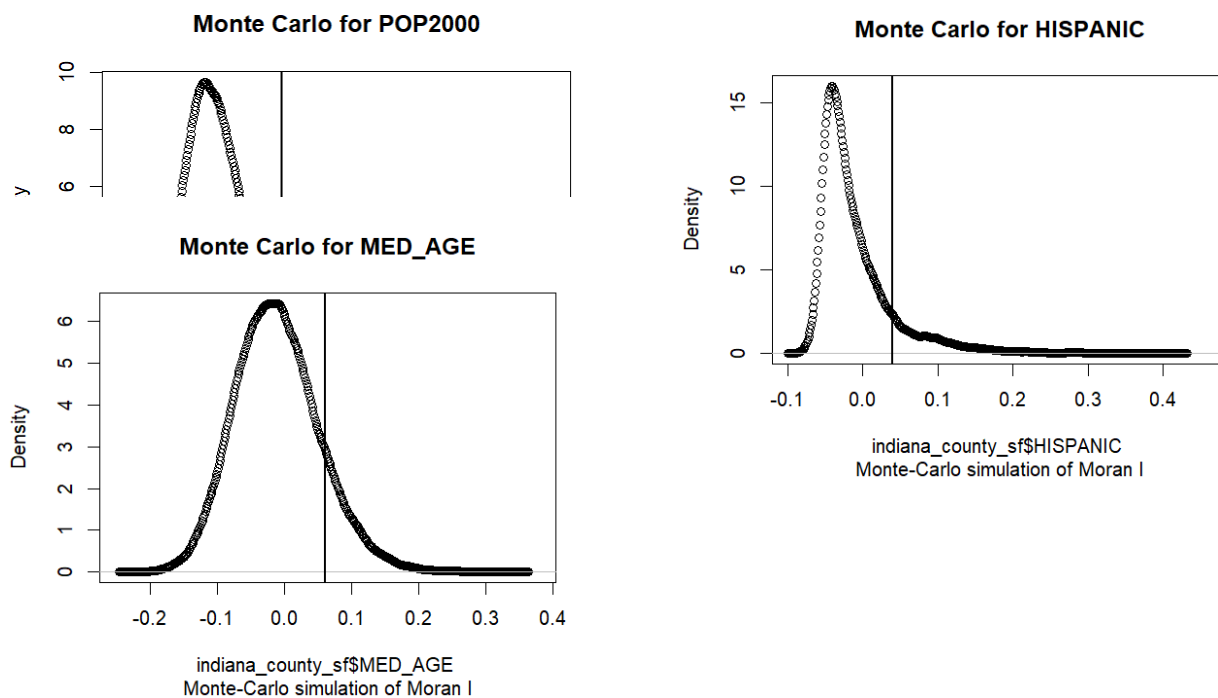 Monte Carlo for POP2000
10
8
6
y
Monte Carlo for MED_AGE
Density
6
5
4
3
2
1
0
-0.2 -0.1 0.0 0.1 0.2 0.3 0.4
indiana_county_sf$MED_AGE
Monte-Carlo simulation of Moran I
Monte Carlo for HISPANIC
Density
15
10
5
0
-0.1 0.0 0.1 0.2 0.3 0.4
indiana_county_sf$HISPANIC
Monte-Carlo simulation of Moran I